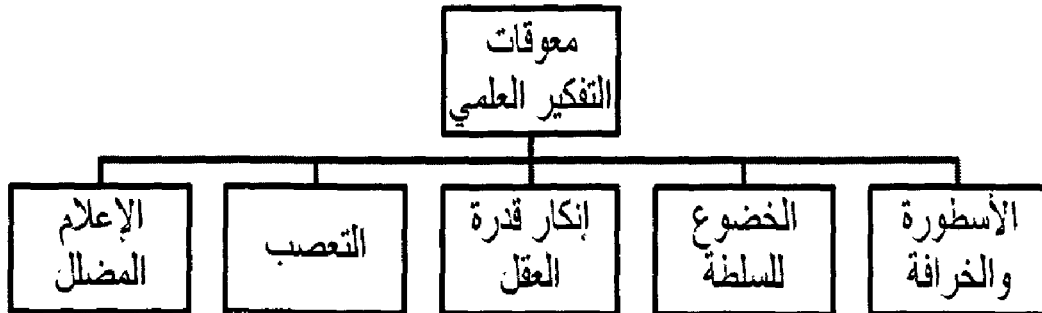 معوقات
التفكير العلمي
الأسطورة
والخرافة
الخضوع
للسلطة
إنكار قدرة
العقل
التعصب
الإعلام
المضلل